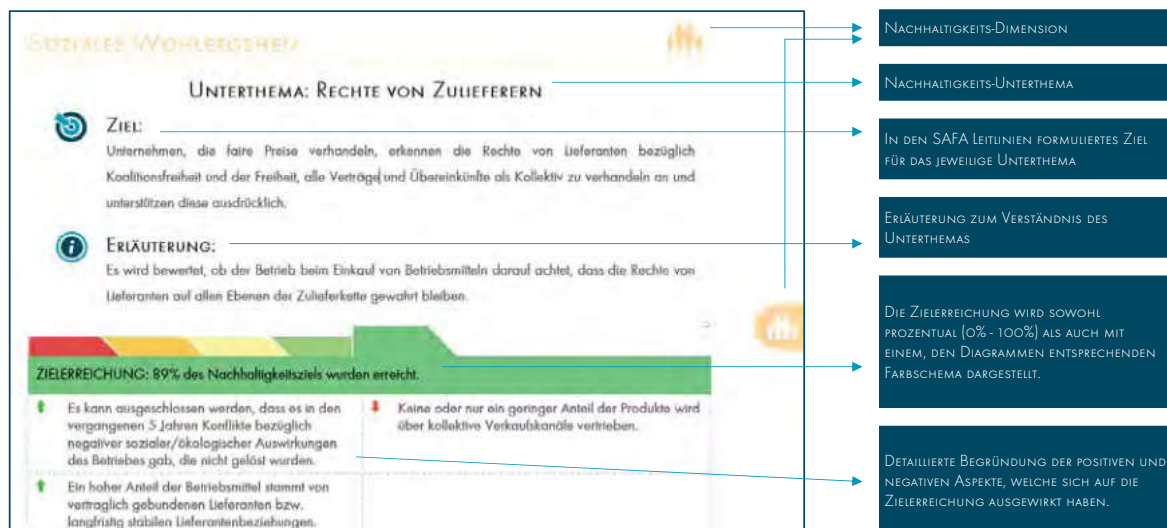 SOZIALES WOHLERGEHEN
UNTERTHEMA: RECHTE VON ZULIEFERERN
ZIEL:
Unternehmen, die faire Preise verhandeln, erkennen die Rechte von Lieferanten bezüglich
Koalitionsfreiheit und der Freiheit, alle Verträge und Übereinkünfte als Kollektiv zu verhandeln an und
unterstützen diese ausdrücklich.
ERLÄUTERUNG:
Es wird bewertet, ob der Betrieb beim Einkauf von Betriebsmitteln darauf achtet, dass die Rechte von
Lieferanten auf allen Ebenen der Zulieferkette gewahrt bleiben.
ZIELERREICHUNG: 89% des Nachhaltigkeitsziels wurden erreicht.
Es kann ausgeschlossen werden, dass es in den
vergangenen 5 Jahren Konflikte bezüglich
negativer sozialer/ökologischer Auswirkungen
des Betriebes gab, die nicht gelöst wurden.
Ein hoher Anteil der Betriebsmittel stammt von
vertraglich gebundenen Lieferanten bzw.
langfristig stabilen Lieferantenbeziehungen.
Keine oder nur ein geringer Anteil der Produkte wird
über kollektive Verkaufskanäle vertrieben.
NACHHALTIGKEITS-DIMENSION
NACHHALTIGKEITS-UNTERTHEMA
IN DEN SAFA LEITLINIEN FORMULIERTES ZIEL
FÜR DAS JEWEILIGE UNTERTHEMA
ERLÄUTERUNG ZUM VERSTÄNDNIS DES
UNTERTHEMAS
DIE ZIELERREICHUNG WIRD SOWOHL
PROZENTUAL (0% - 100%) ALS AUCH MIT
EINEM, DEN DIAGRAMMEN ENTSPRECHENDEN
FARBSCHEMA DARGESTELLT.
DETAILLIERTE BEGRÜNDUNG DER POSITIVEN UND
NEGATIVEN ASPEKTE, WELCHE SICH AUF DIE
ZIELERREICHUNG AUSGEWIRKT HABEN.